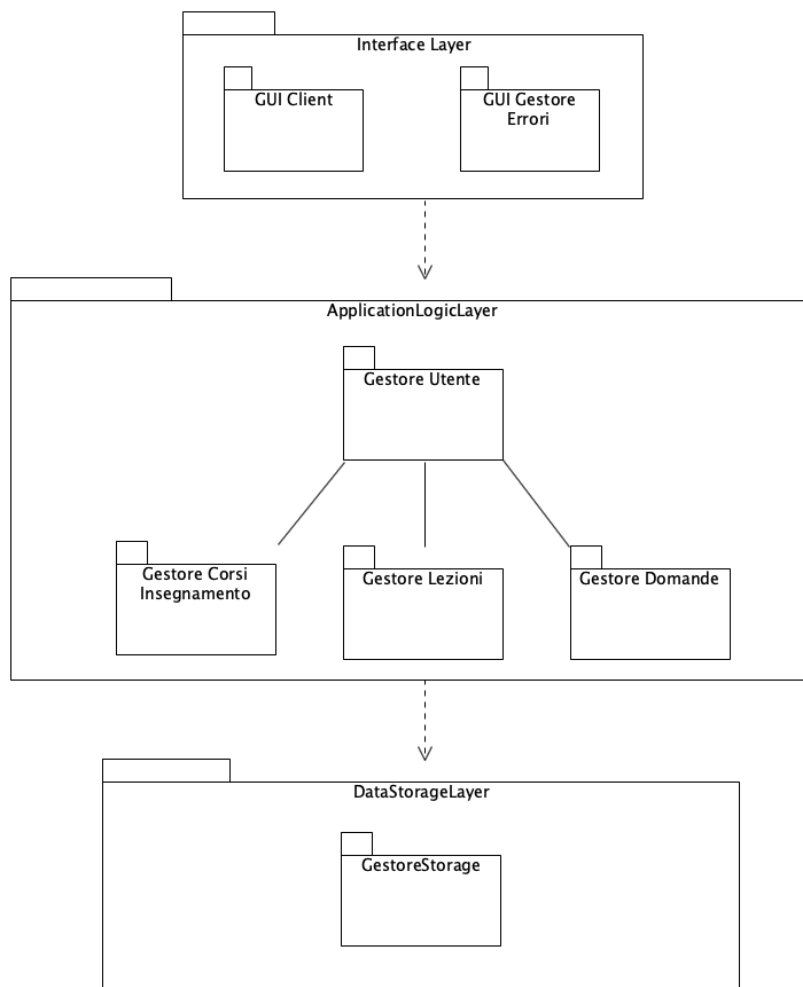 Interface Layer
GUI Client
GUI Gestore
Errori
ApplicationLogicLayer
Gestore Utente
Gestore Corsi
Insegnamento
Gestore Lezioni
Gestore Domande
DataStorageLayer
GestoreStorage